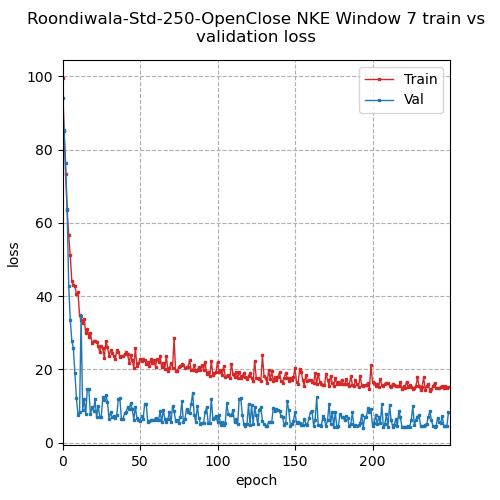 Roondiwala-Std-250-OpenClose NKE Window 7 train vs
validation loss
100
80
60
40
20
0
loss
Train
Val
0
50
100
150
200
epoch